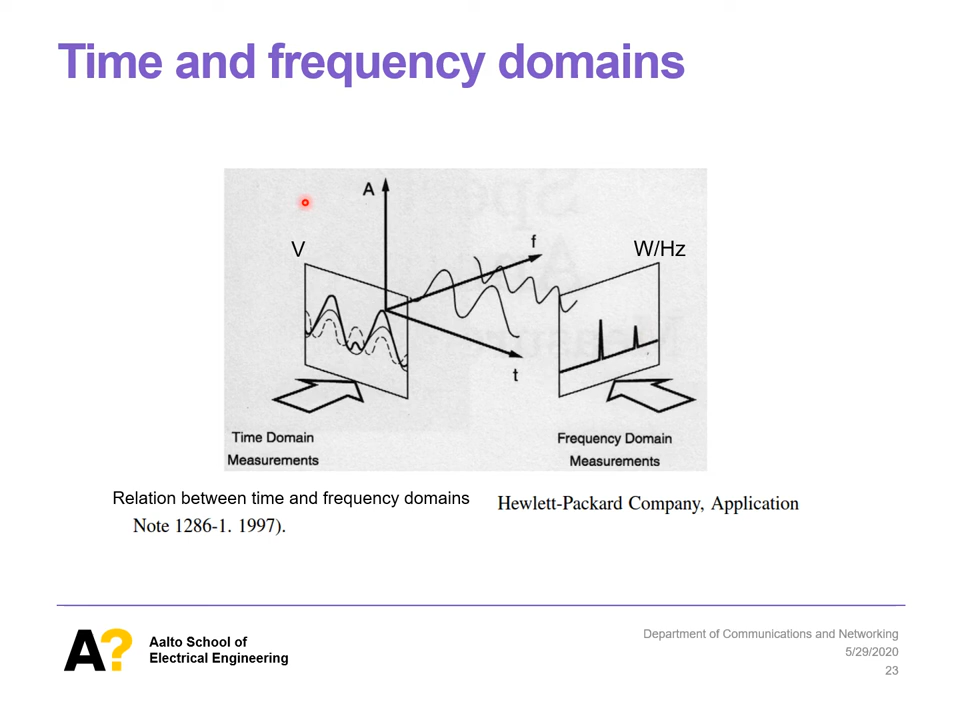 Time and frequency domains
A
V
f
W/Hz
t
Time Domain
Measurements
Frequency Domain
Measurements
Relation between time and frequency domains
Hewlett-Packard Company, Application
Note 1286-1. 1997).
A?
Aalto School of
Electrical Engineering
Department of Communications and Networking
5/29/2020
23